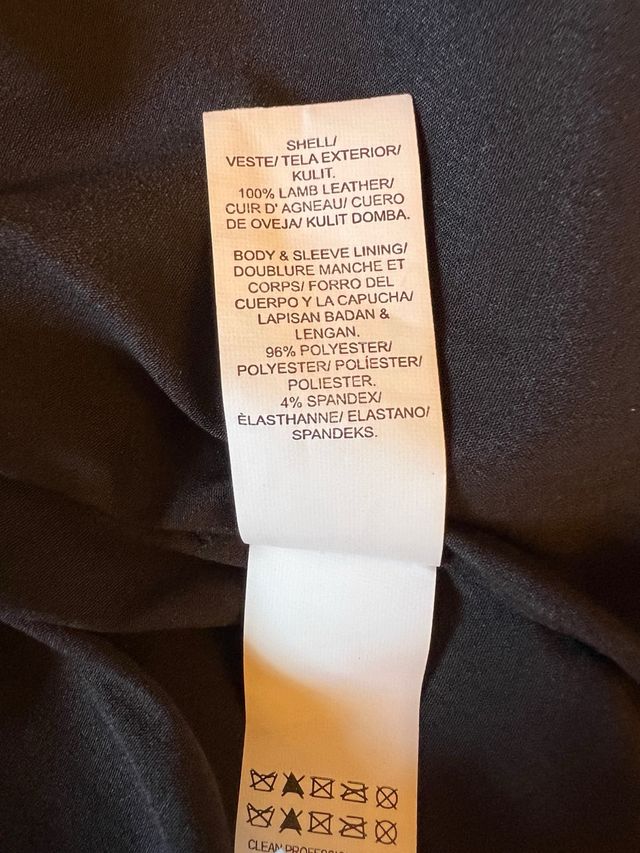 SHELL/
VESTE/ TELA EXTERIOR/
KULIT.
100% LAMB LEATHER/
CUIR D' AGNEAU/ CUERO
DE OVEJA/ KULIT DOMBA.
BODY & SLEEVE LINING/
DOUBLURE MANCHE ET
CORPS/ FORRO DEL
CUERPO Y LA CAPUCHA/
LAPISAN BADAN &
LENGAN.
96% POLYESTER/
POLYESTER/ POLÍESTER/
POLIESTER.
4% SPANDEX/
ÈLASTHANNE/ ELASTANO/
SPANDEKS.
CLEAN